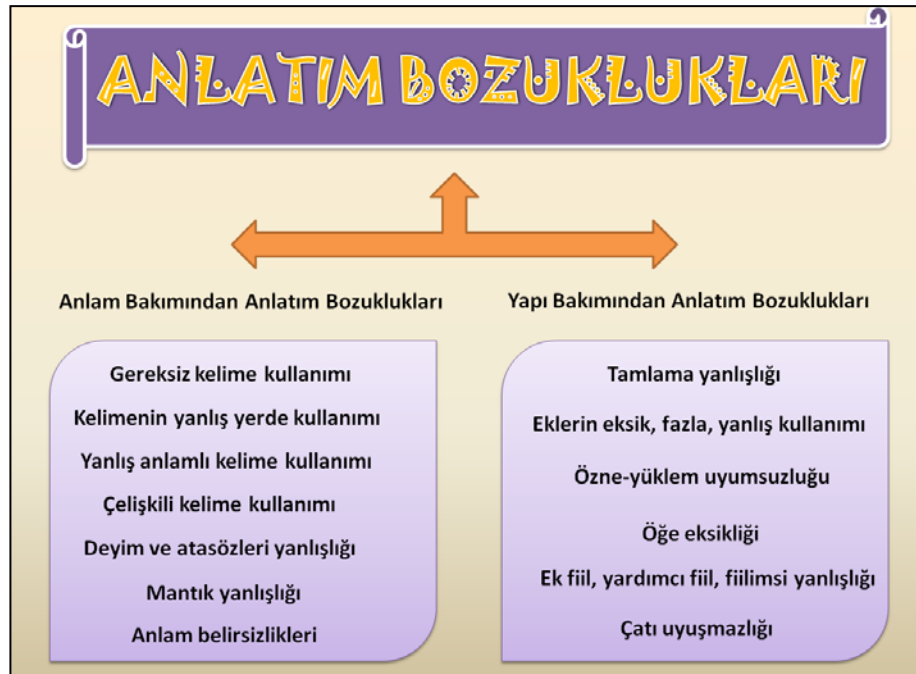 ANLATIM BOZUKLUKLARI
Anlam Bakımından Anlatım Bozuklukları
Gereksiz kelime kullanımı
Kelimenin yanlış yerde kullanımı
Yanlış anlamlı kelime kullanımı
Çelişkili kelime kullanımı
Deyim ve atasözleri yanlışlığı
Mantık yanlışlığı
Anlam belirsizlikleri
Yapı Bakımından Anlatım Bozuklukları
Tamlama yanlışlığı
Eklerin eksik, fazla, yanlış kullanımı
Özne-yüklem uyumsuzluğu
Öğe eksikliği
Ek fiil, yardımcı fiil, fiilimsi yanlışlığı
Çatı uyuşmazlığı